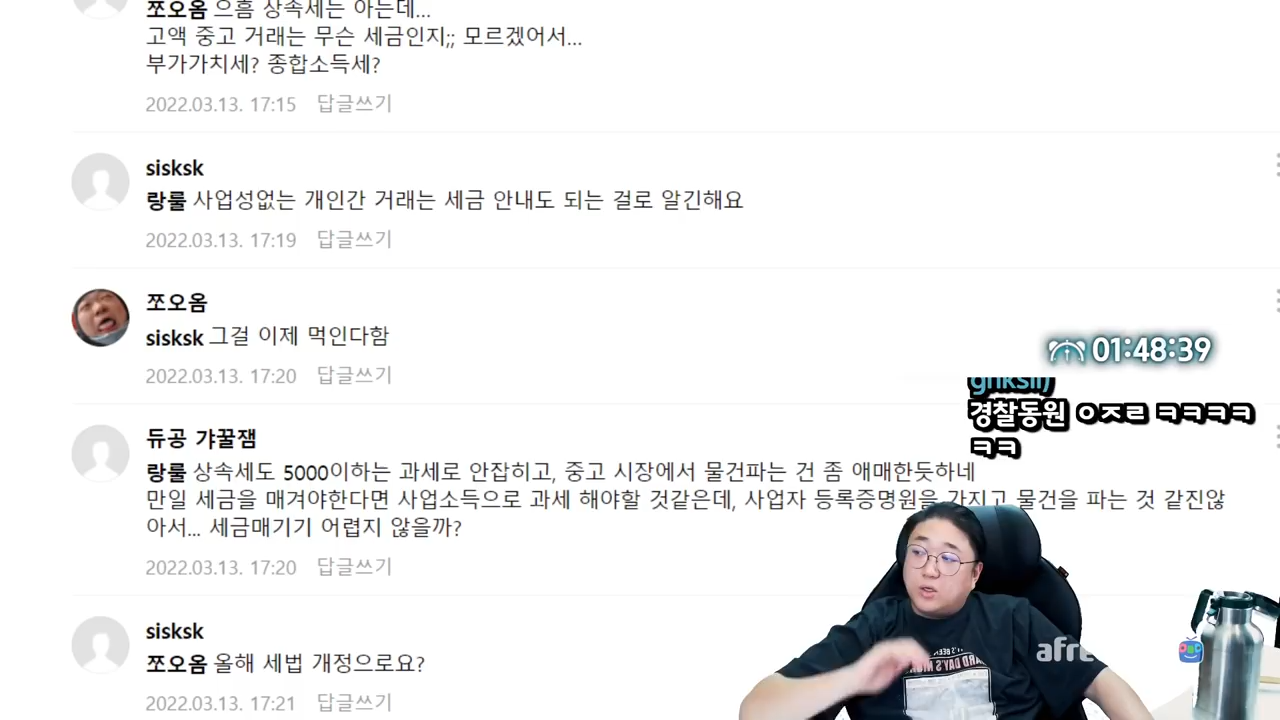 쪼오옴 으흠 상속세는 아는데...
고액 중고 거래는 무슨 세금인지;; 모르겠어서...
부가가치세? 종합소득세?
2022.03.13. 17:15 답글쓰기
sisksk
랑룰 사업성없는 개인간 거래는 세금 안내도 되는 걸로 알긴해요
2022.03.13. 17:19 답글쓰기
쪼오옴
sisksk 그걸 이제 먹인다함
2022.03.13. 17:20 답글쓰기
01:48:39
경찰동원 ㅇㅈㄹ ㅋㅋㅋㅋ
ㅋㅋ
듀공 갸꿀잼
랑룰 상속세도 5000이하는 과세로 안잡히고, 중고 시장에서 물건파는 건 좀 애매한듯하네
만일 세금을 매겨야한다면 사업소득으로 과세 해야할 것같은데, 사업자 등록증명원을 가지고 물건을 파는 것 같진않
아서... 세금매기기 어렵지 않을까?
2022.03.13. 17:20 답글쓰기
sisksk
쪼오옴 올해 세법 개정으로요?
2022.03.13. 17:21 답글쓰기